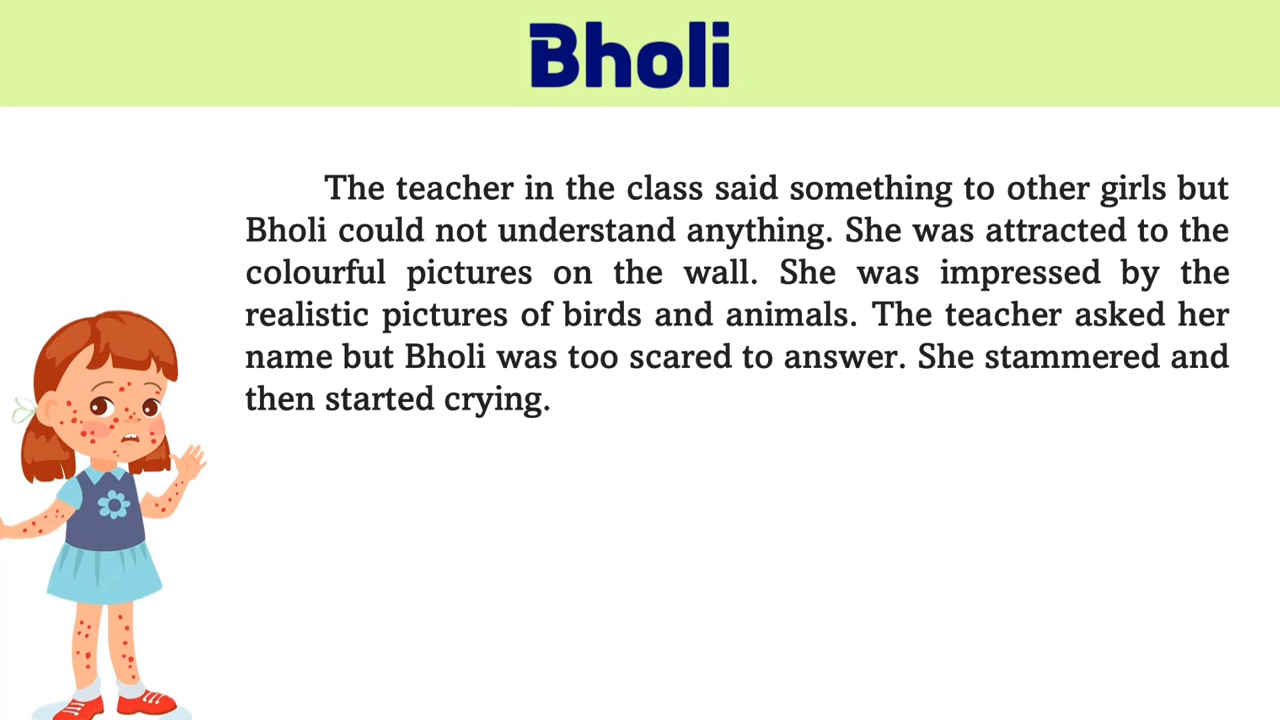 Bholi
The teacher in the class said something to other girls but
Bholi could not understand anything. She was attracted to the
colourful pictures on the wall. She was impressed by the
realistic pictures of birds and animals. The teacher asked her
name but Bholi was too scared to answer. She stammered and
then started crying.